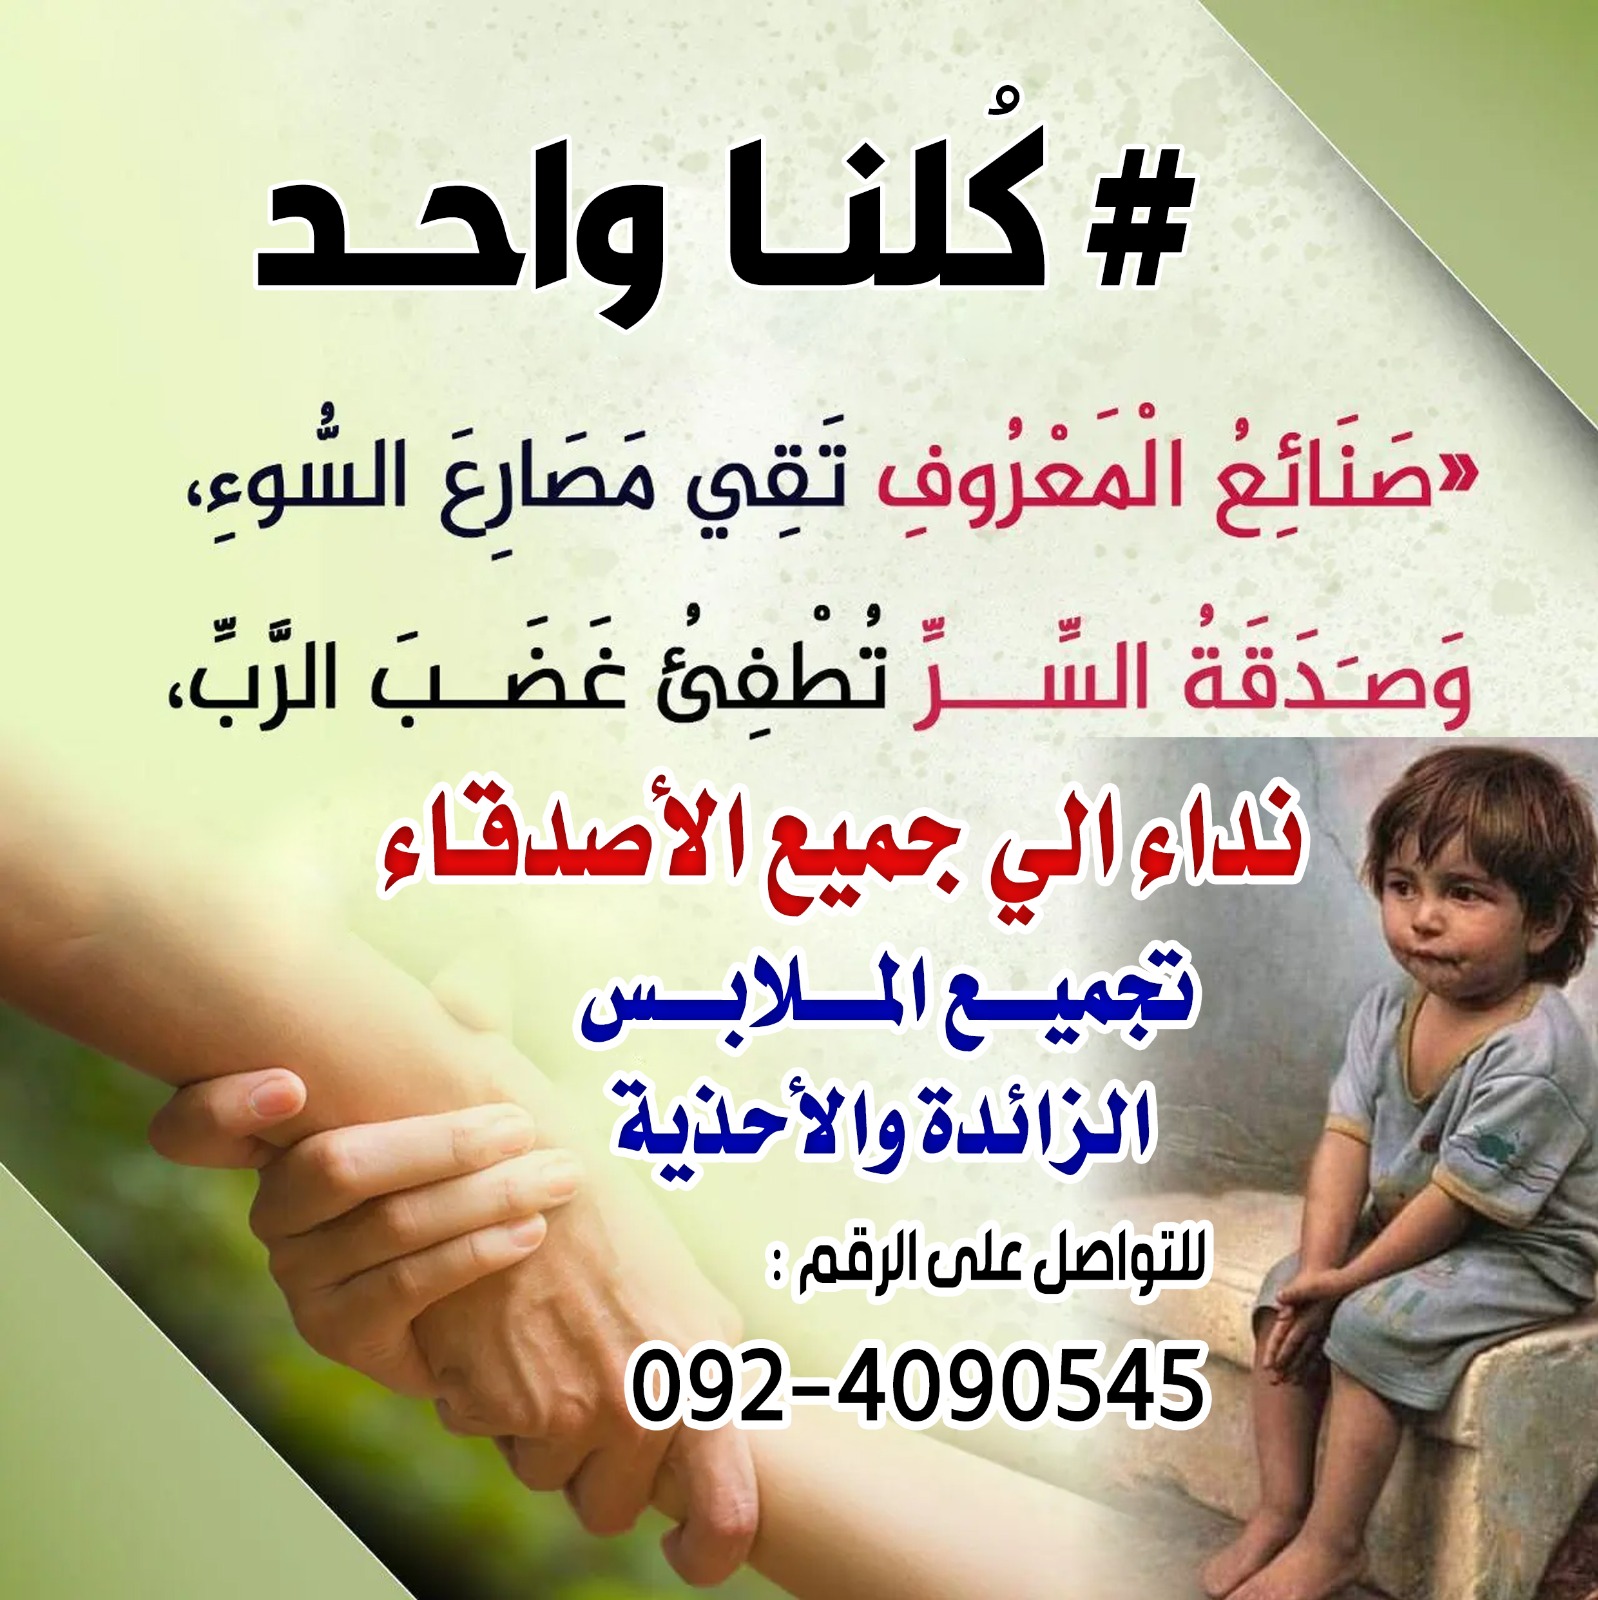 # كُلنا واحد
«صَنَائِعُ الْمَعْرُوفِ تَقِي مَصَارِعَ السُّوءِ،
وَصَدَقَةُ السِّرِّ تُطْفِئُ غَضَبَ الرَّبِّ،
نداء الي جميع الأصدقاء
تجميع الملابس
الزائدة والأحذية
للتواصل على الرقم :
092-4090545